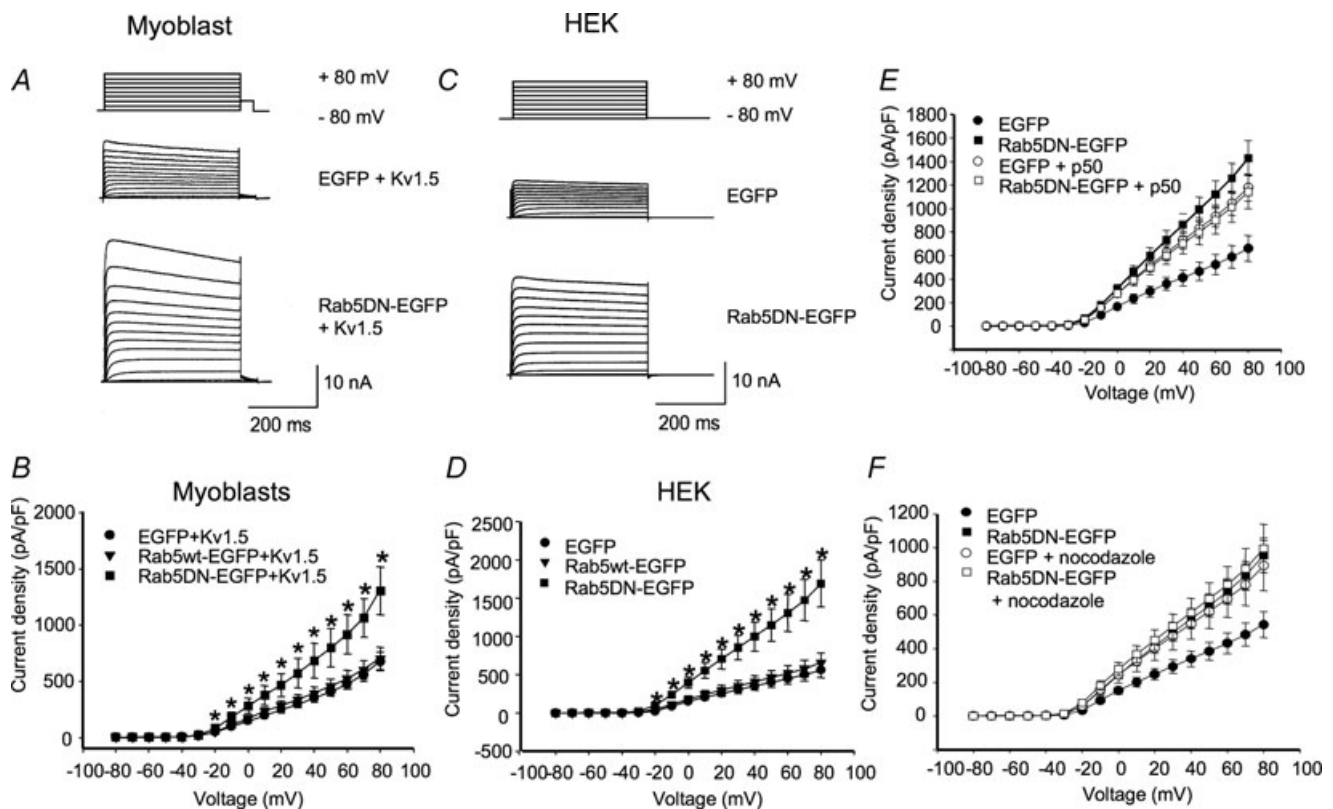 Myoblast
A
+ 80 mV
- 80 mV
EGFP + Kv1.5
Rab5DN-EGFP
+ Kv1.5
10 nA
200 ms
HEK
C
+ 80 mV
- 80 mV
EGFP
Rab5DN-EGFP
10 nA
200 ms
E
EGFP
Rab5DN-EGFP
EGFP + p50
Rab5DN-EGFP + p50
Current density (pA/pF)
1800
1600
1400
1200
1000
800
600
400
200
0
-100 -80 -60 -40 -20 0 20 40 60 80 100
Voltage (mV)
B
Myoblasts
EGFP+Kv1.5
Rab5wt-EGFP+Kv1.5
Rab5DN-EGFP+Kv1.5
* * * * * * * * * * *
Current density (pA/pF)
2000
1500
1000
500
0
-100 -80 -60 -40 -20 0 20 40 60 80 100
Voltage (mV)
D
HEK
EGFP
Rab5wt-EGFP
Rab5DN-EGFP
* * * * * * * * * * *
Current density (pA/pF)
2500
2000
1500
1000
500
0
-500
-100 -80 -60 -40 -20 0 20 40 60 80 100
Voltage (mV)
F
EGFP
Rab5DN-EGFP
EGFP + nocodazole
Rab5DN-EGFP
+ nocodazole
Current density (pA/pF)
1200
1000
800
600
400
200
0
-100 -80 -60 -40 -20 0 20 40 60 80 100
Voltage (mV)